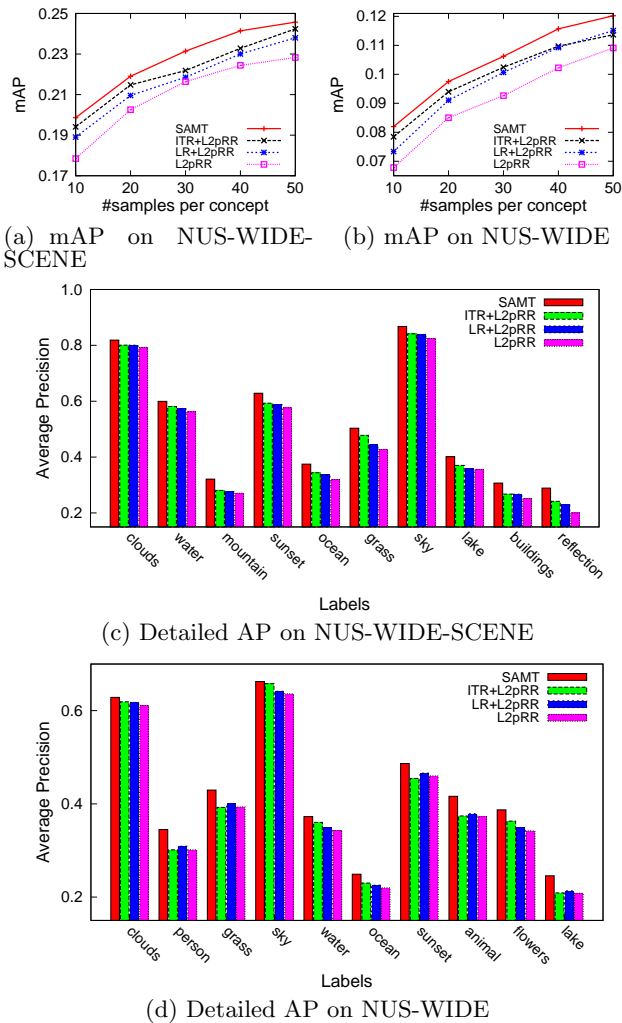 0.25
0.23
0.21
0.19
0.17
mAP
SAMT
ITR+L2pRR
LR+L2pRR
L2pRR
10 20 30 40 50
#samples per concept
(a) mAP on NUS-WIDE-
SCENE
0.12
0.11
0.1
0.09
0.08
0.07
mAP
SAMT
ITR+L2pRR
LR+L2pRR
L2pRR
10 20 30 40 50
#samples per concept
(b) mAP on NUS-WIDE
1.0
0.8
0.6
0.4
0.2
Average Precision
SAMT
ITR+L2pRR
LR+L2pRR
L2pRR
clouds water mountain sunset ocean grass sky lake buildings reflection
Labels
(c) Detailed AP on NUS-WIDE-SCENE
0.6
0.4
0.2
Average Precision
SAMT
ITR+L2pRR
LR+L2pRR
L2pRR
clouds person grass sky water ocean sunset animal flowers lake
Labels
(d) Detailed AP on NUS-WIDE